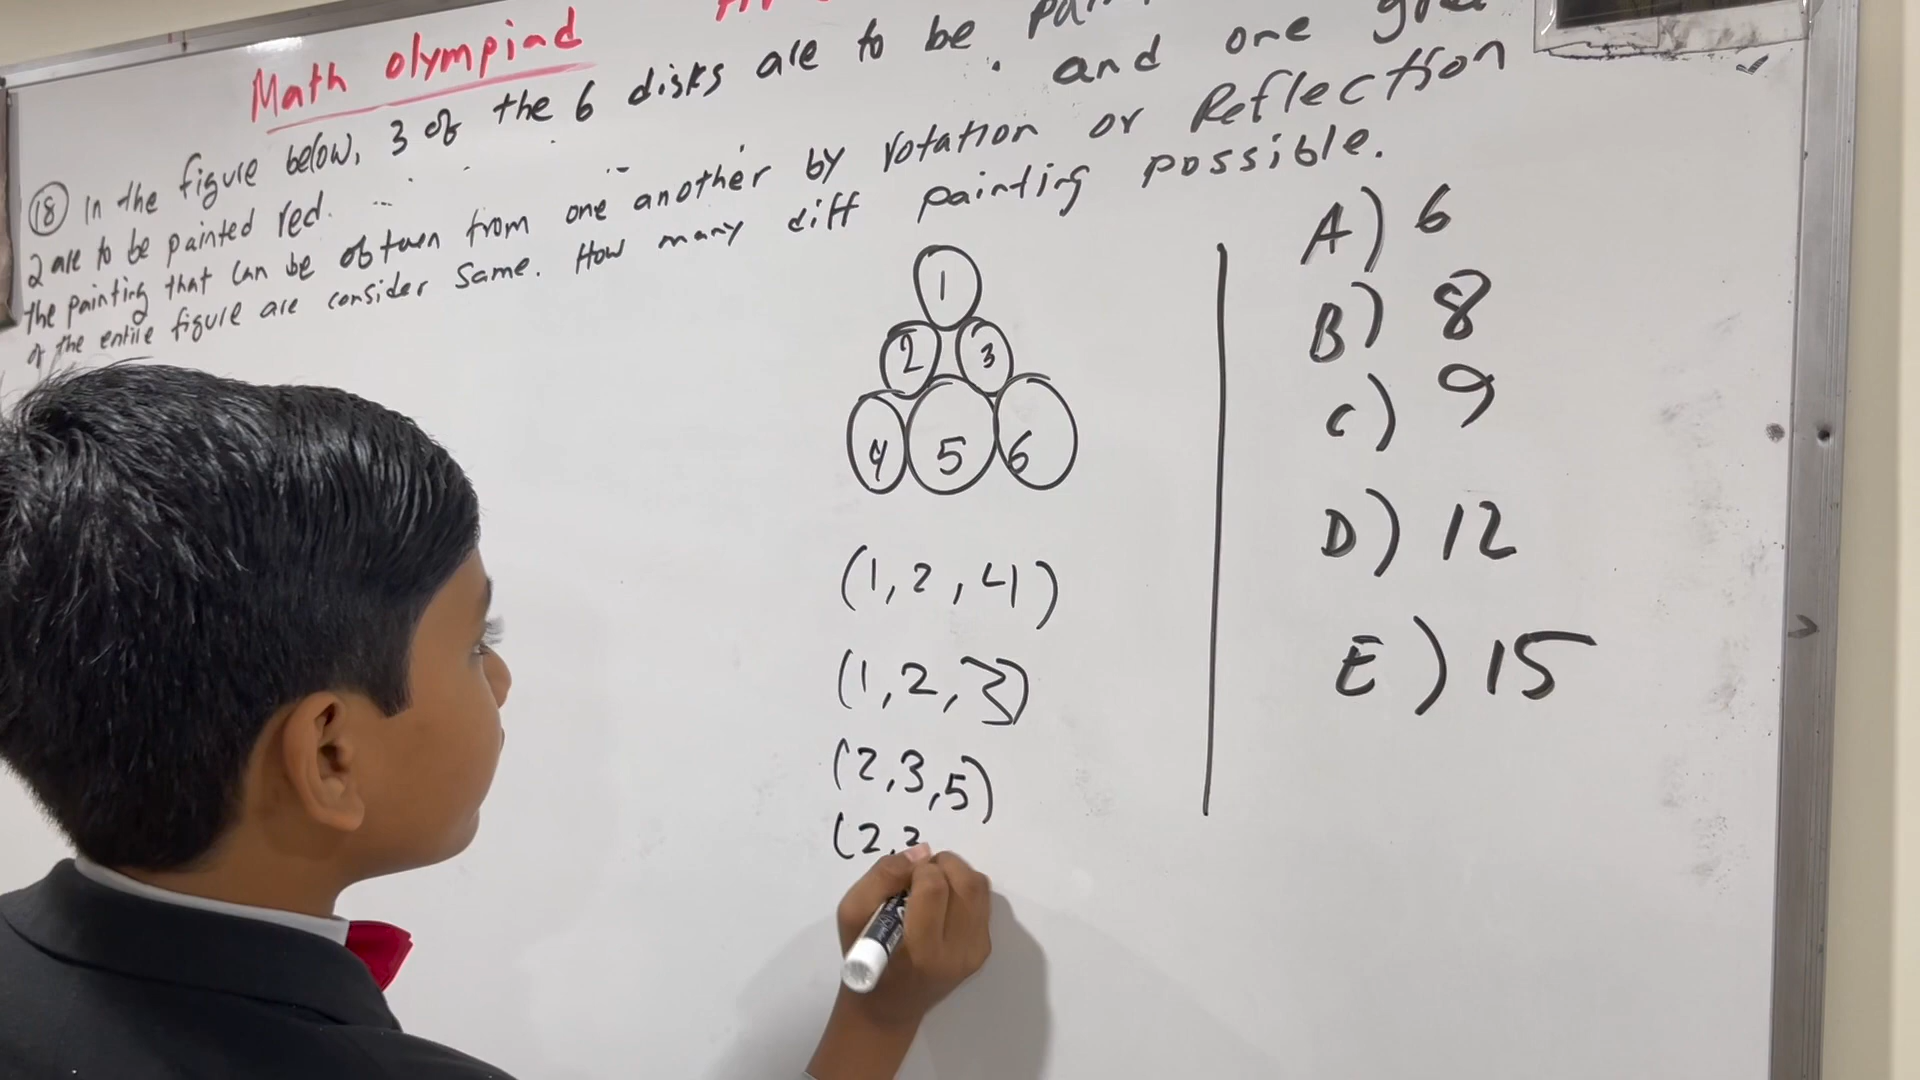 Math olympiad
18 In the figure below, 3 of the 6 disks are to be
2 are to be painted red. and one
the painting that can be obtaen from one another by rotation or Reflection
of the entire figure are consider Same. How many diff painting possible.
1
2 3
4 5 6
(1,2,4)
(1,2,3)
(2,3,5)
(2,3
A) 6
B) 8
C) 9
D) 12
E) 15